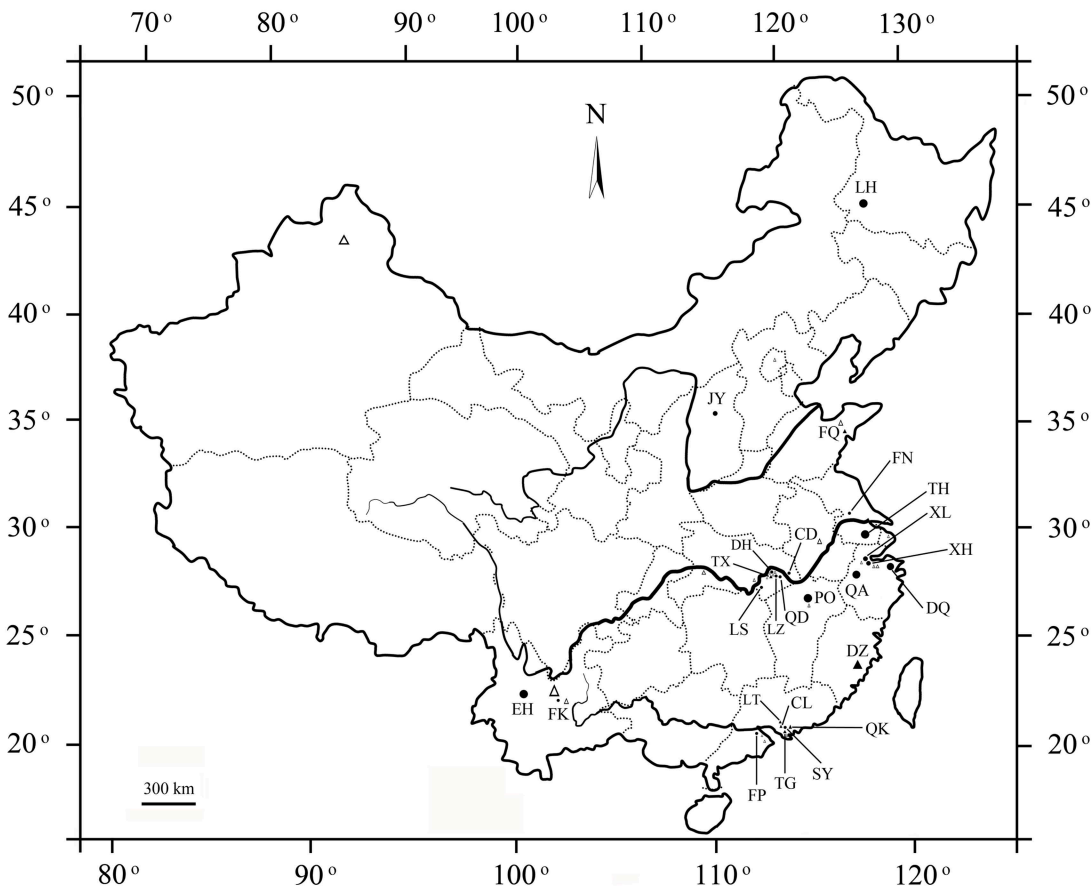 70° 80° 90° 100° 110° 120° 130°
50° 50°
N
LH
45° 45°
40° 40°
JY
35° 35°
FQ
FN
TH
XL
30° 30°
CD
DH
XH
TX
QA
PO
DQ
QD
LS LZ
25° 25°
DZ
EH FK
LT CL
QK
20° 20°
SY
TG
FP
300 km
80° 90° 100° 110° 120°